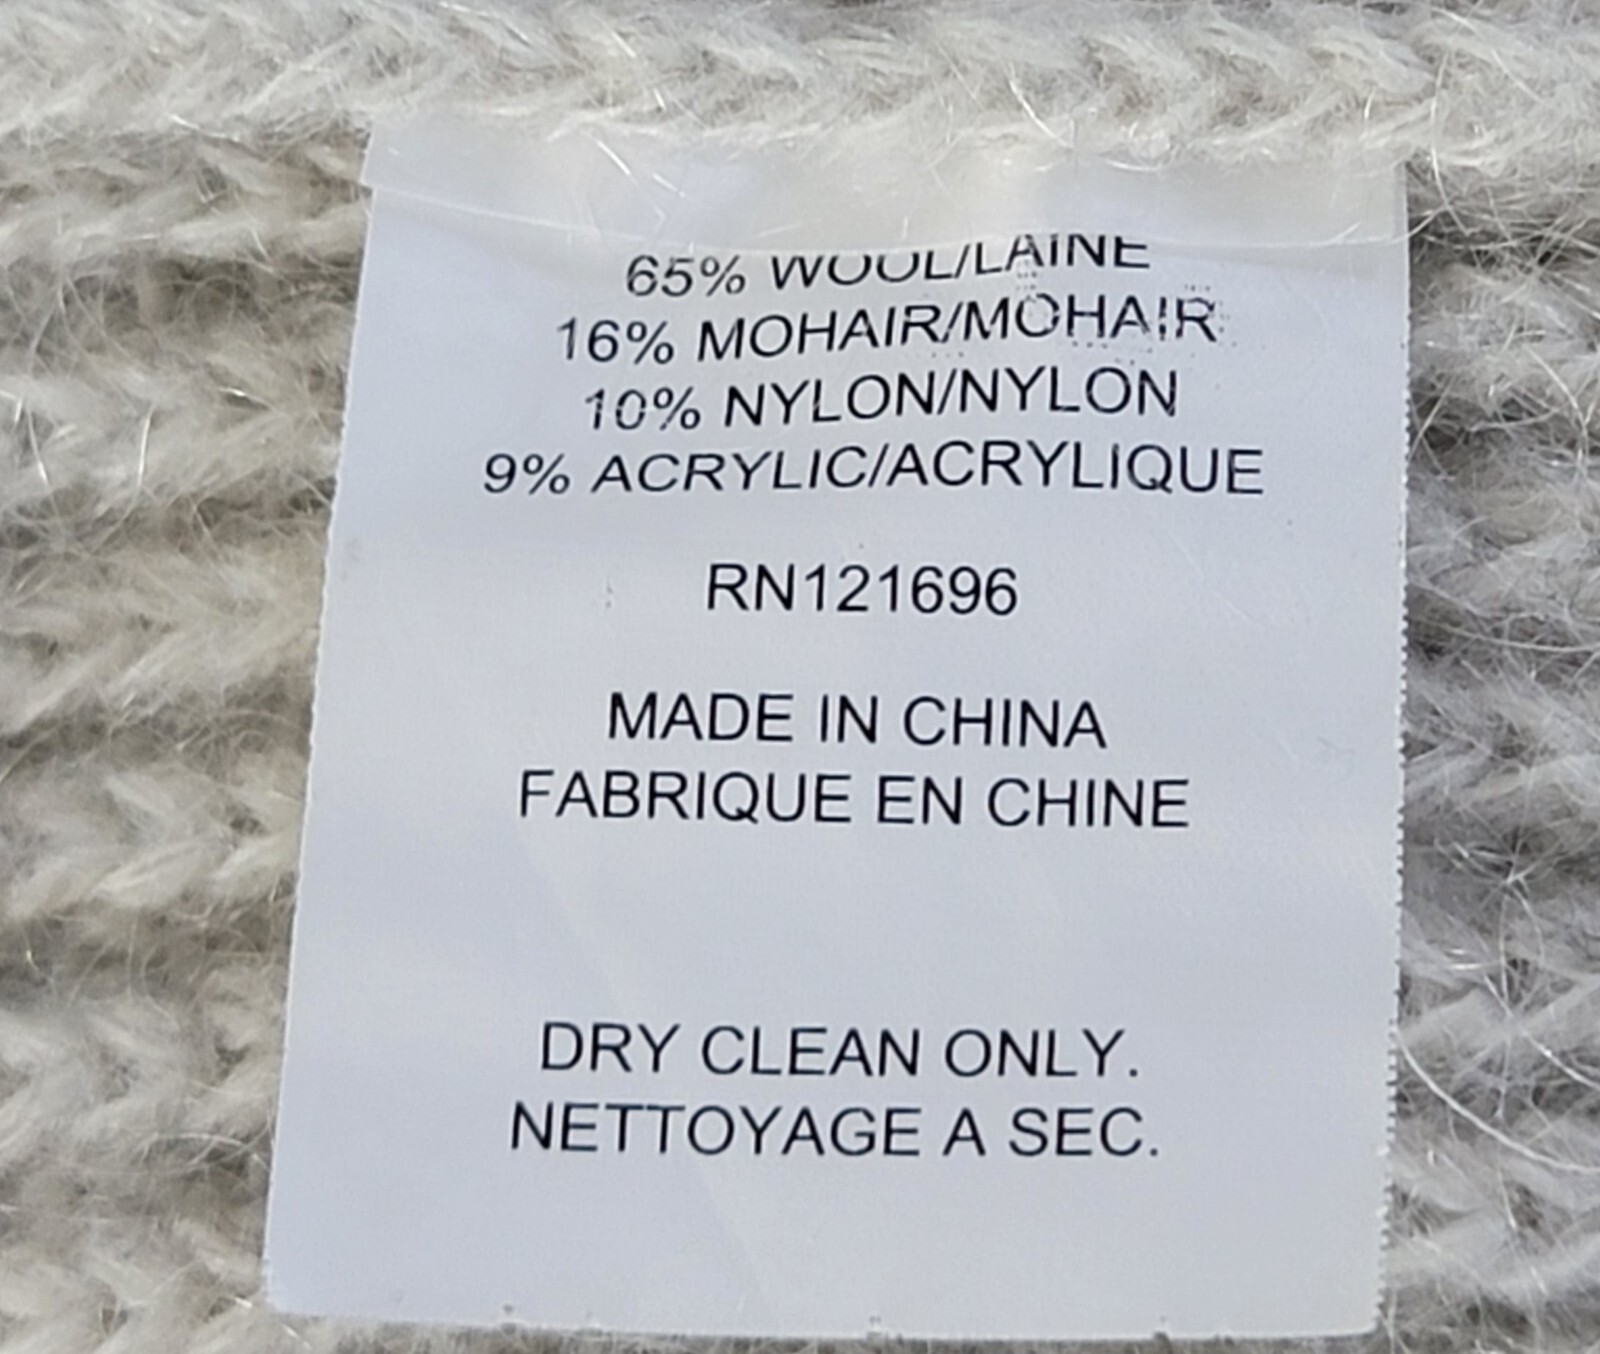 65% WOOL/LAINE
16% MOHAIR/MOHAIR
10% NYLON/NYLON
9% ACRYLIC/ACRYLIQUE
RN121696
MADE IN CHINA
FABRIQUE EN CHINE
DRY CLEAN ONLY.
NETTOYAGE A SEC.